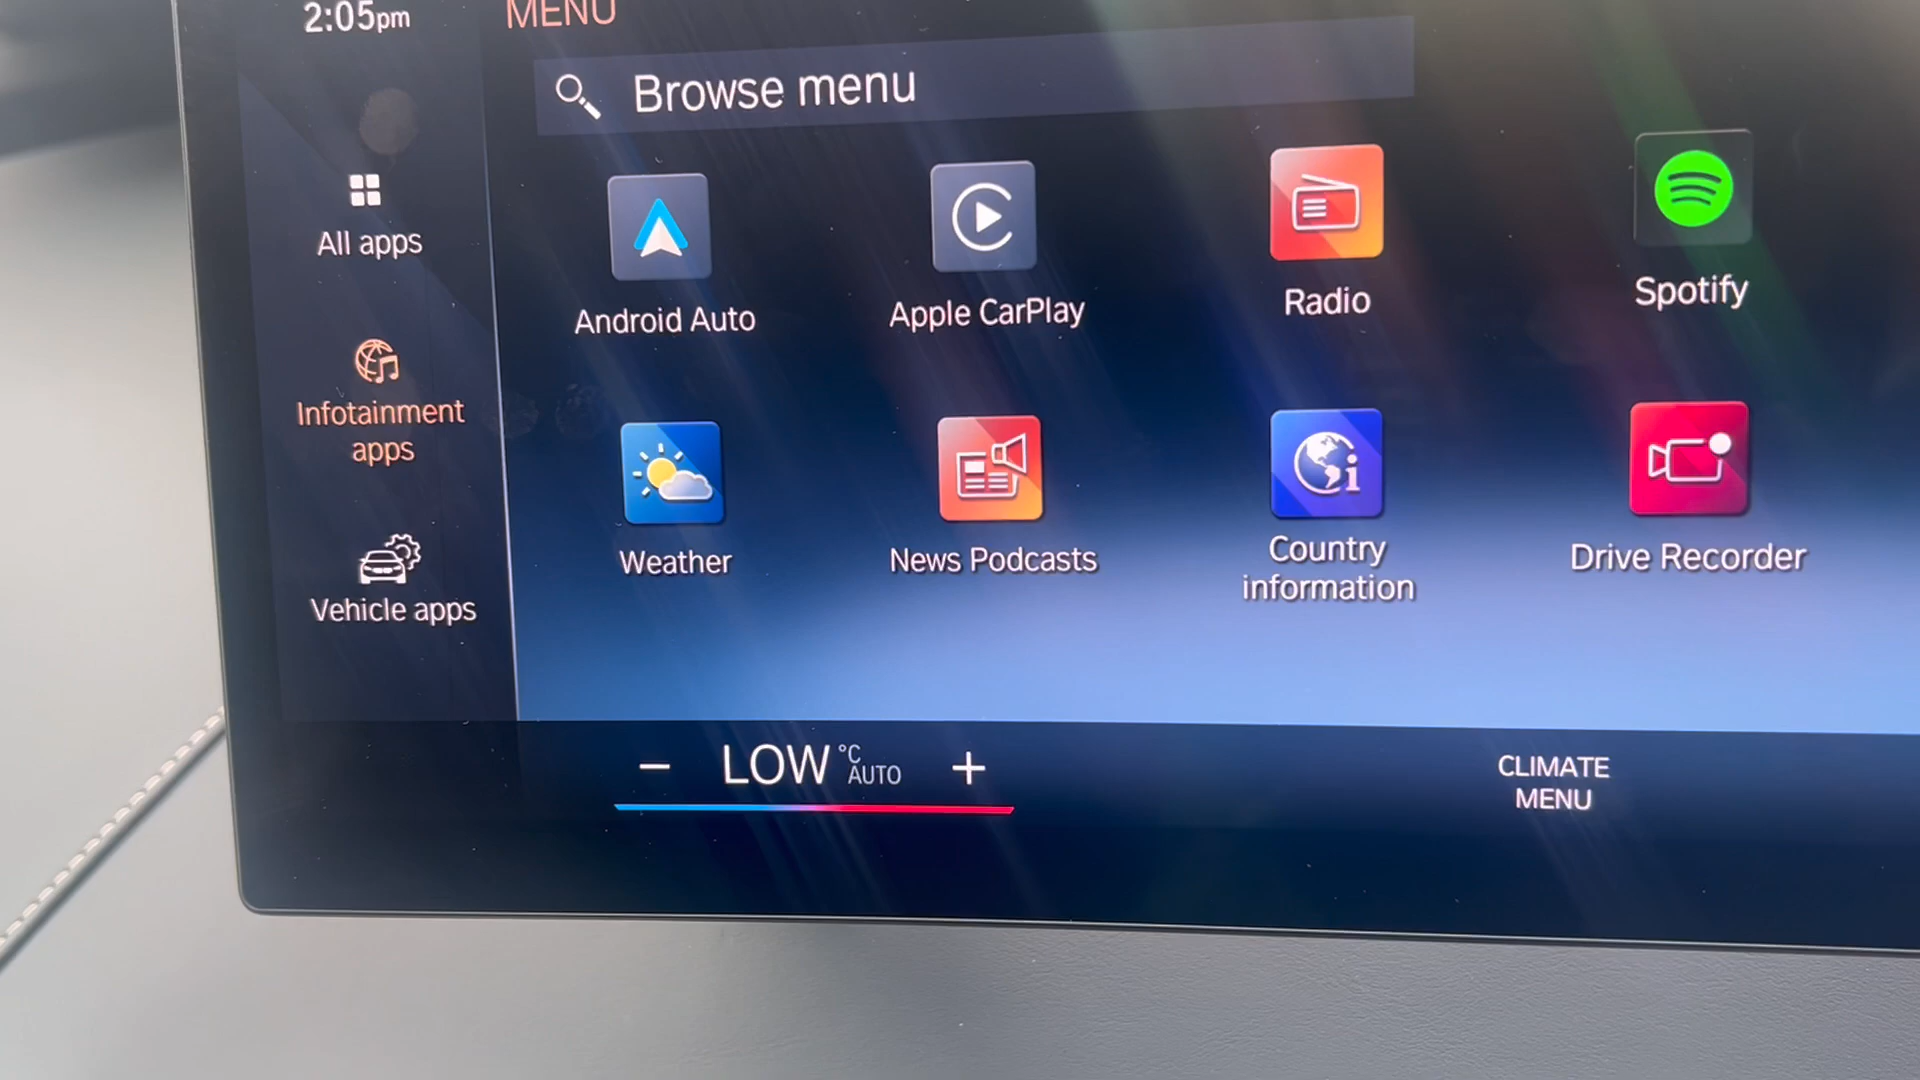 2:05pm
MENU
Browse menu
All apps
Infotainment
apps
Vehicle apps
Android Auto
Apple CarPlay
Radio
Spotify
Weather
News Podcasts
Country
information
Drive Recorder
− LOW °C AUTO +
CLIMATE
MENU